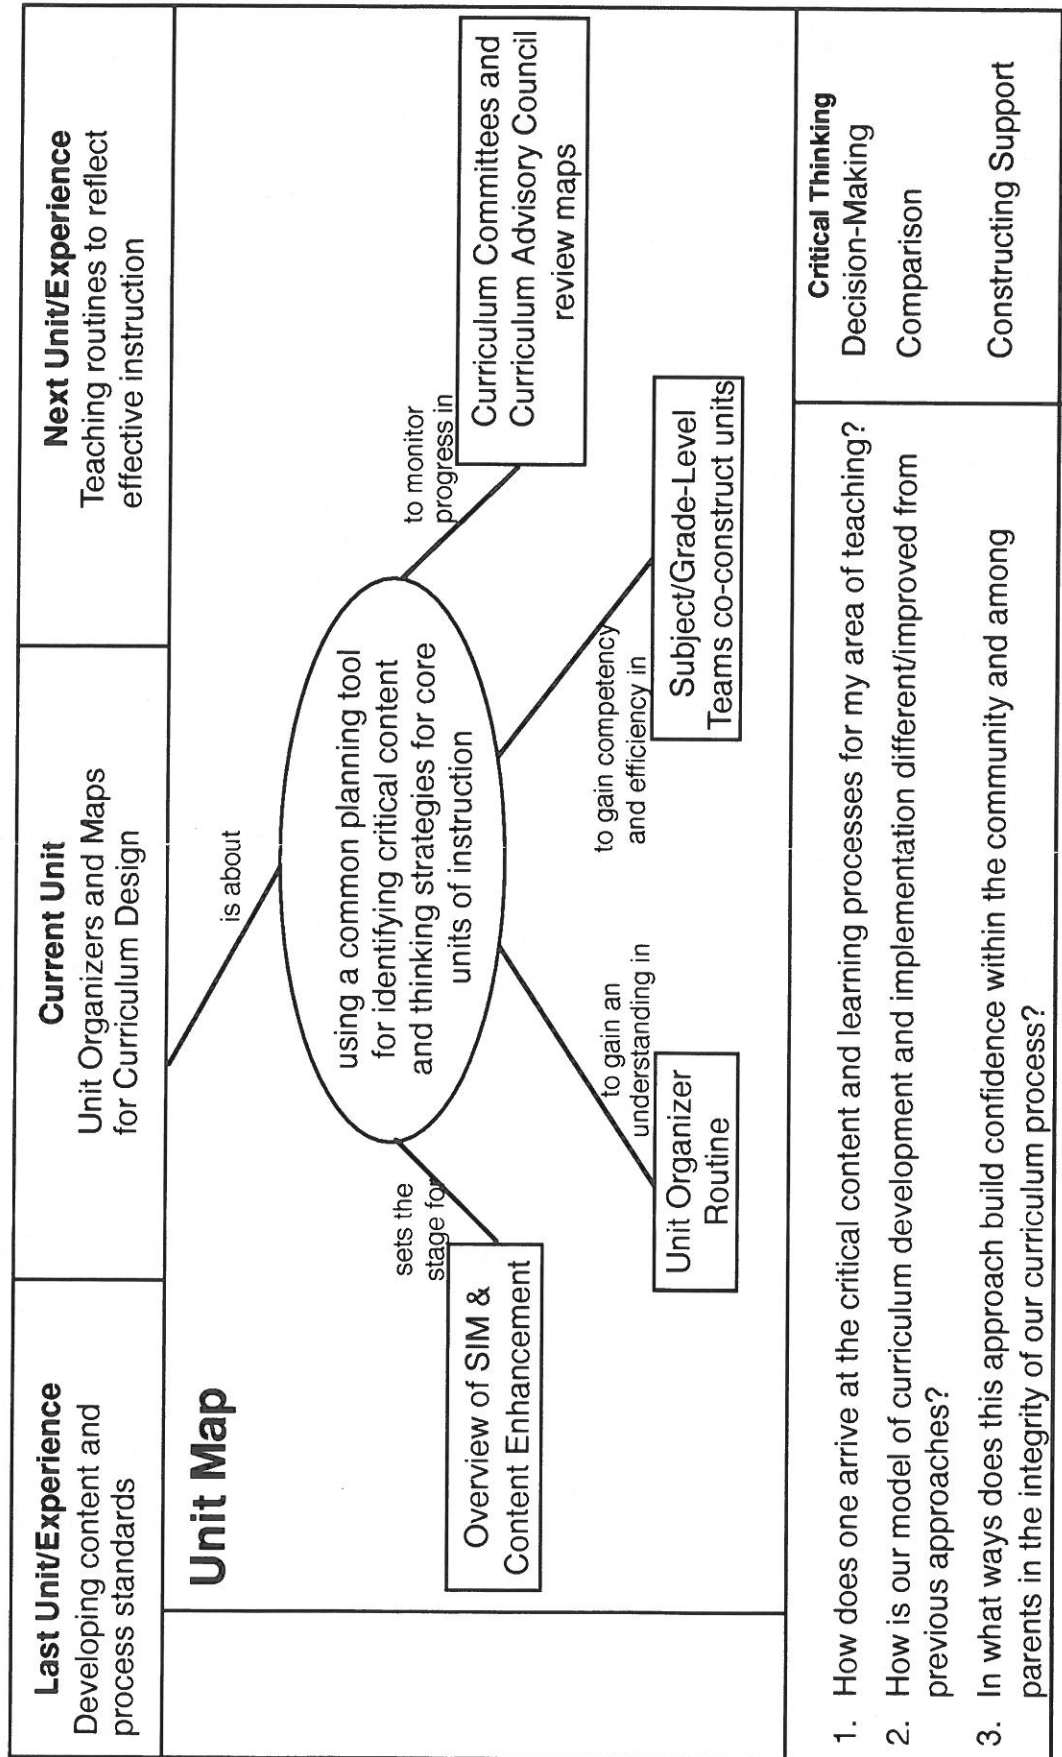 Last Unit/Experience
Developing content and
process standards
Current Unit
Unit Organizers and Maps
for Curriculum Design
Next Unit/Experience
Teaching routines to reflect
effective instruction
Unit Map
is about
using a common planning tool
for identifying critical content
and thinking strategies for core
units of instruction
sets the
stage for
Overview of SIM &
Content Enhancement
to gain an
understanding in
Unit Organizer
Routine
to gain competency
and efficiency in
Subject/Grade-Level
Teams co-construct units
to monitor
progress in
Curriculum Committees and
Curriculum Advisory Council
review maps
1. How does one arrive at the critical content and learning processes for my area of teaching?
2. How is our model of curriculum development and implementation different/improved from
previous approaches?
3. In what ways does this approach build confidence within the community and among
parents in the integrity of our curriculum process?
Critical Thinking
Decision-Making
Comparison
Constructing Support